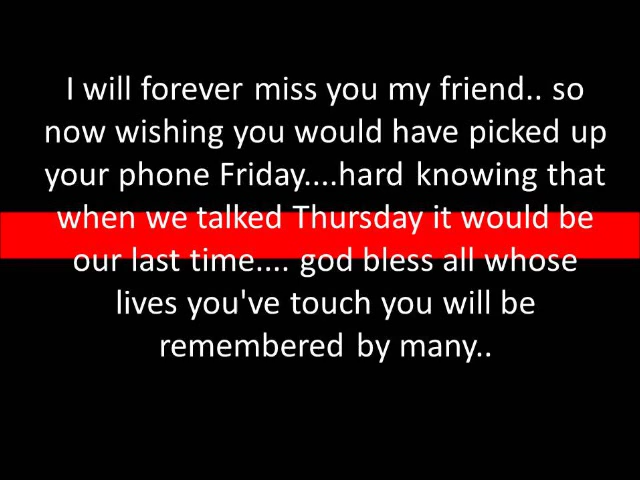 I will forever miss you my friend.. so
now wishing you would have picked up
your phone Friday....hard knowing that
when we talked Thursday it would be
our last time.... god bless all whose
lives you've touch you will be
remembered by many..